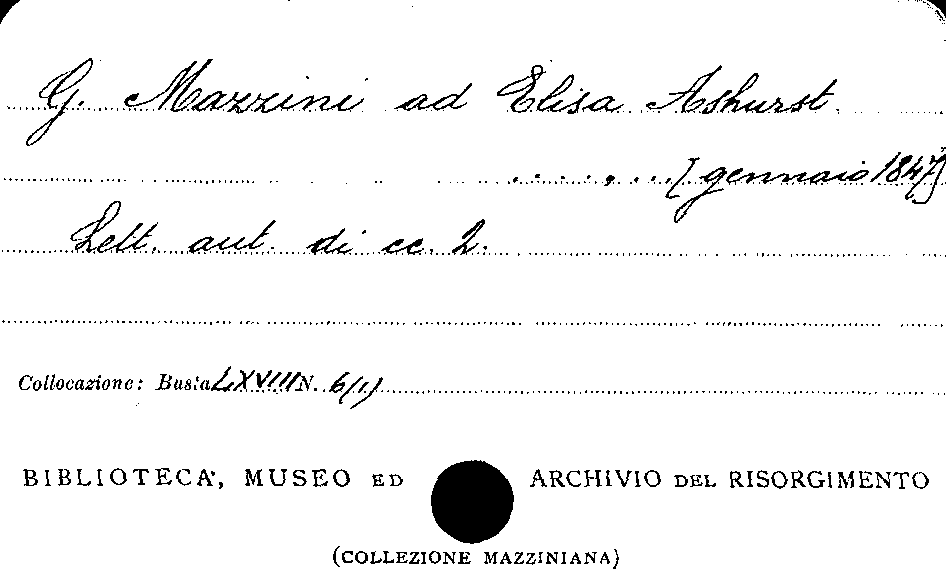 G. Mazzini ad Elisa Ashurst.
......, ...[gennaio 1847]
Lett. aut. di cc. 2.
Collocazione: Busta LXVIII N. 6(1)
BIBLIOTECA, MUSEO ED ARCHIVIO DEL RISORGIMENTO
(COLLEZIONE MAZZINIANA)